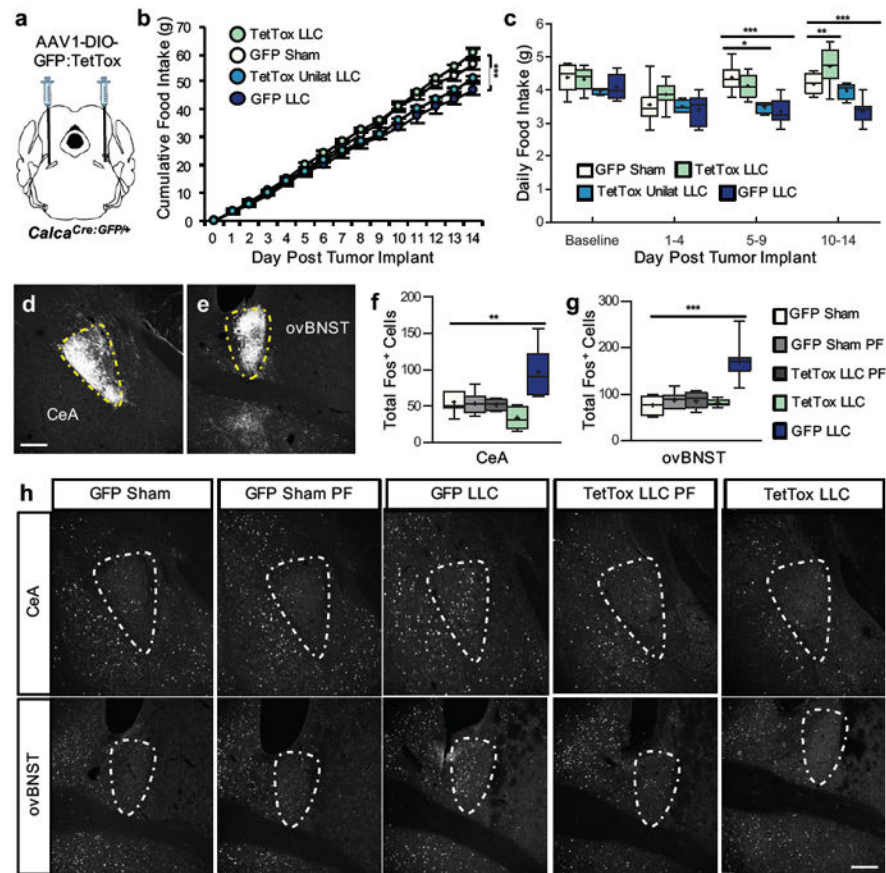 a
AAV1-DIO-
GFP:TetTox
Calca^Cre:GFP/+
b
Cumulative Food Intake (g)
70
60
50
40
30
20
10
0
TetTox LLC
GFP Sham
TetTox Unilat LLC
GFP LLC
***
0 1 2 3 4 5 6 7 8 9 10 11 12 13 14
Day Post Tumor Implant
c
Daily Food Intake (g)
6
5
4
3
2
1
0
***
*
***
**
GFP Sham
TetTox LLC
TetTox Unilat LLC
GFP LLC
Baseline 1-4 5-9 10-14
Day Post Tumor Implant
d
CeA
e
ovBNST
f
Total Fos+ Cells
200
150
100
50
0
**
CeA
g
Total Fos+ Cells
300
200
100
0
***
ovBNST
GFP Sham
GFP Sham PF
TetTox LLC PF
TetTox LLC
GFP LLC
h
GFP Sham GFP Sham PF GFP LLC TetTox LLC PF TetTox LLC
CeA
ovBNST